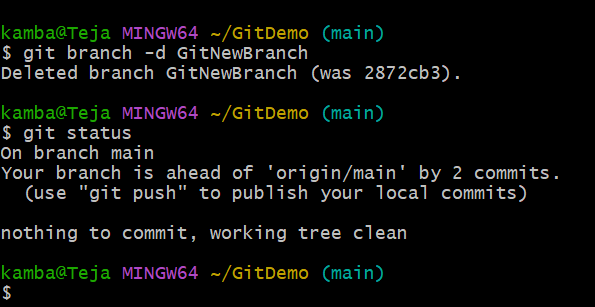 kamba@Teja MINGW64 ~/GitDemo (main)
$ git branch -d GitNewBranch
Deleted branch GitNewBranch (was 2872cb3).
kamba@Teja MINGW64 ~/GitDemo (main)
$ git status
On branch main
Your branch is ahead of 'origin/main' by 2 commits.
  (use "git push" to publish your local commits)
nothing to commit, working tree clean
kamba@Teja MINGW64 ~/GitDemo (main)
$